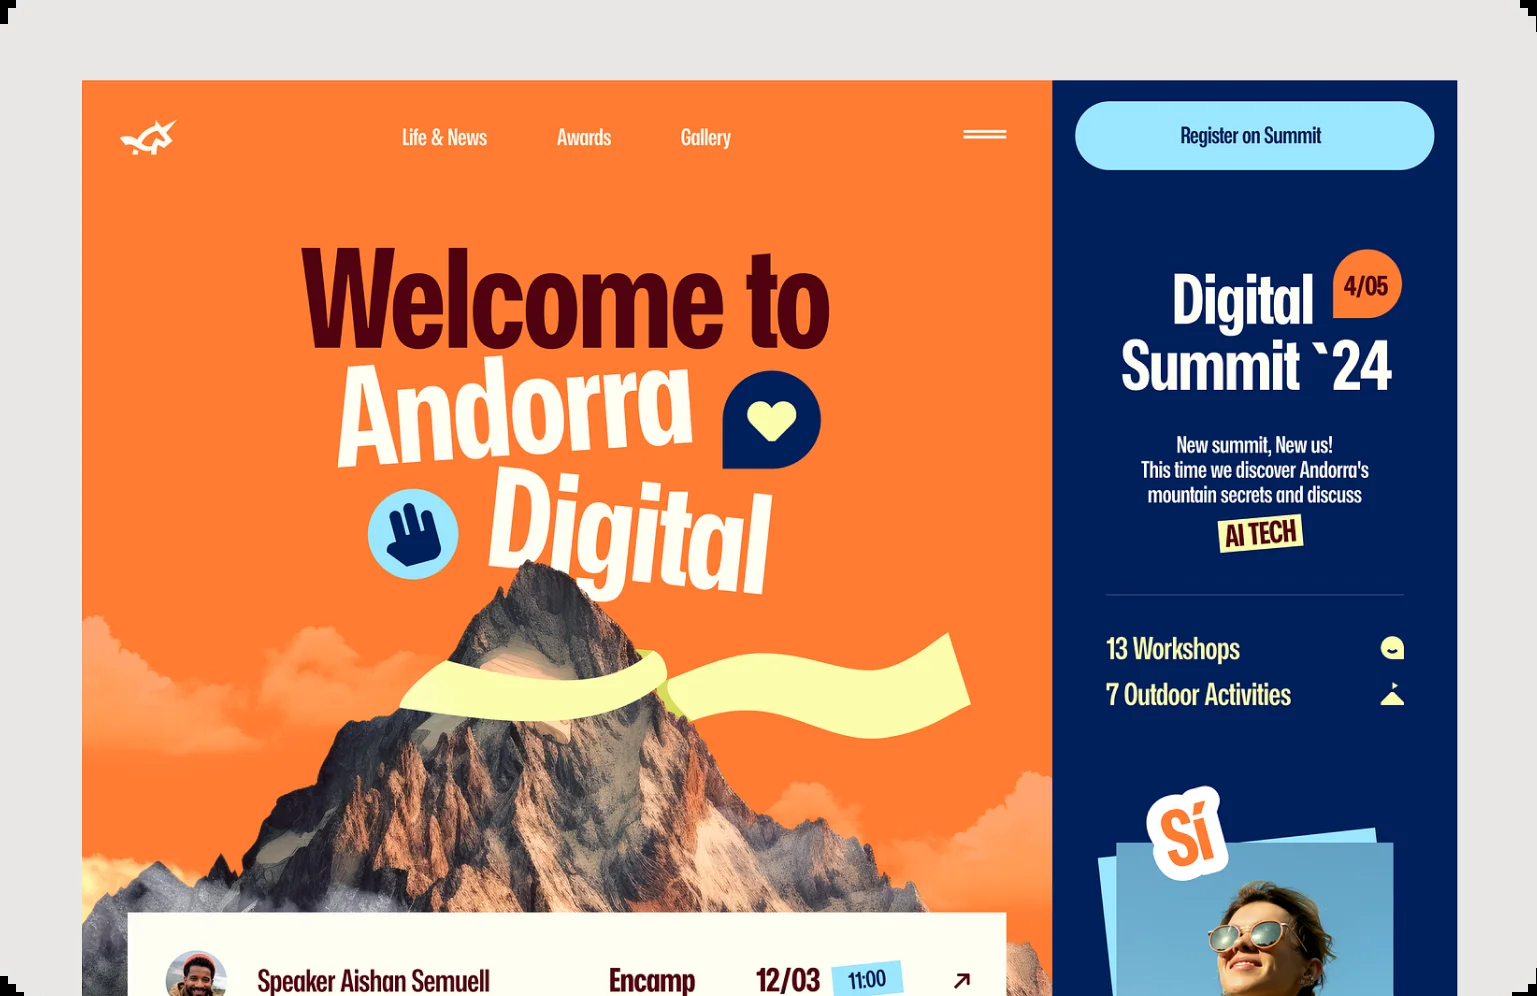 Life & News
Awards
Gallery
Register on Summit
Welcome to
Andorra
Digital
Digital
4/05
Summit `24
New summit, New us!
This time we discover Andorra's
mountain secrets and discuss
AI TECH
13 Workshops
7 Outdoor Activities
Sí
Speaker Aishan Semuell
Encamp
12/03
11:00